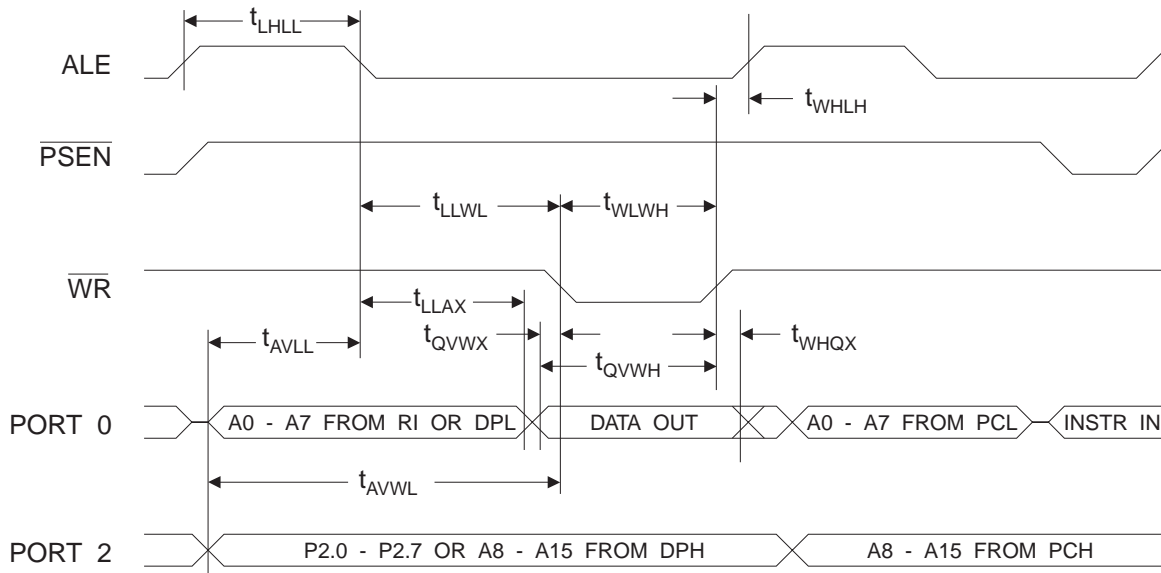 tLHLL
ALE
tWHLH
PSEN
tLLWL
tWLWH
WR
tLLAX
tQVWX
tWHQX
tAVLL
tQVWH
PORT 0
A0 - A7 FROM RI OR DPL
DATA OUT
A0 - A7 FROM PCL
INSTR IN
tAVWL
PORT 2
P2.0 - P2.7 OR A8 - A15 FROM DPH
A8 - A15 FROM PCH